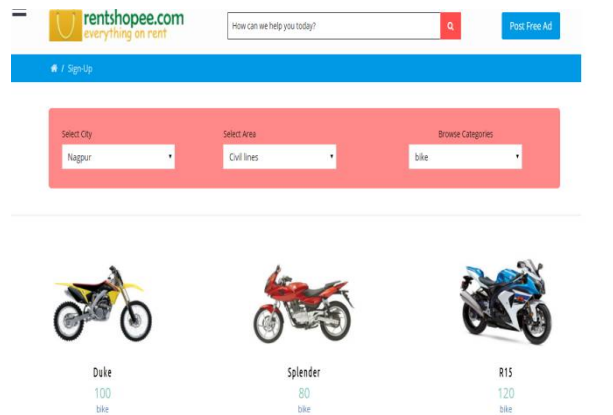 rentshopee.com
everything on rent
How can we help you today?
Post Free Ad
/ Sign-Up
Select City
Select Area
Browse Categories
Nagpur
Civil lines
bike
Duke
Splender
R15
100
80
120
bike
bike
bike